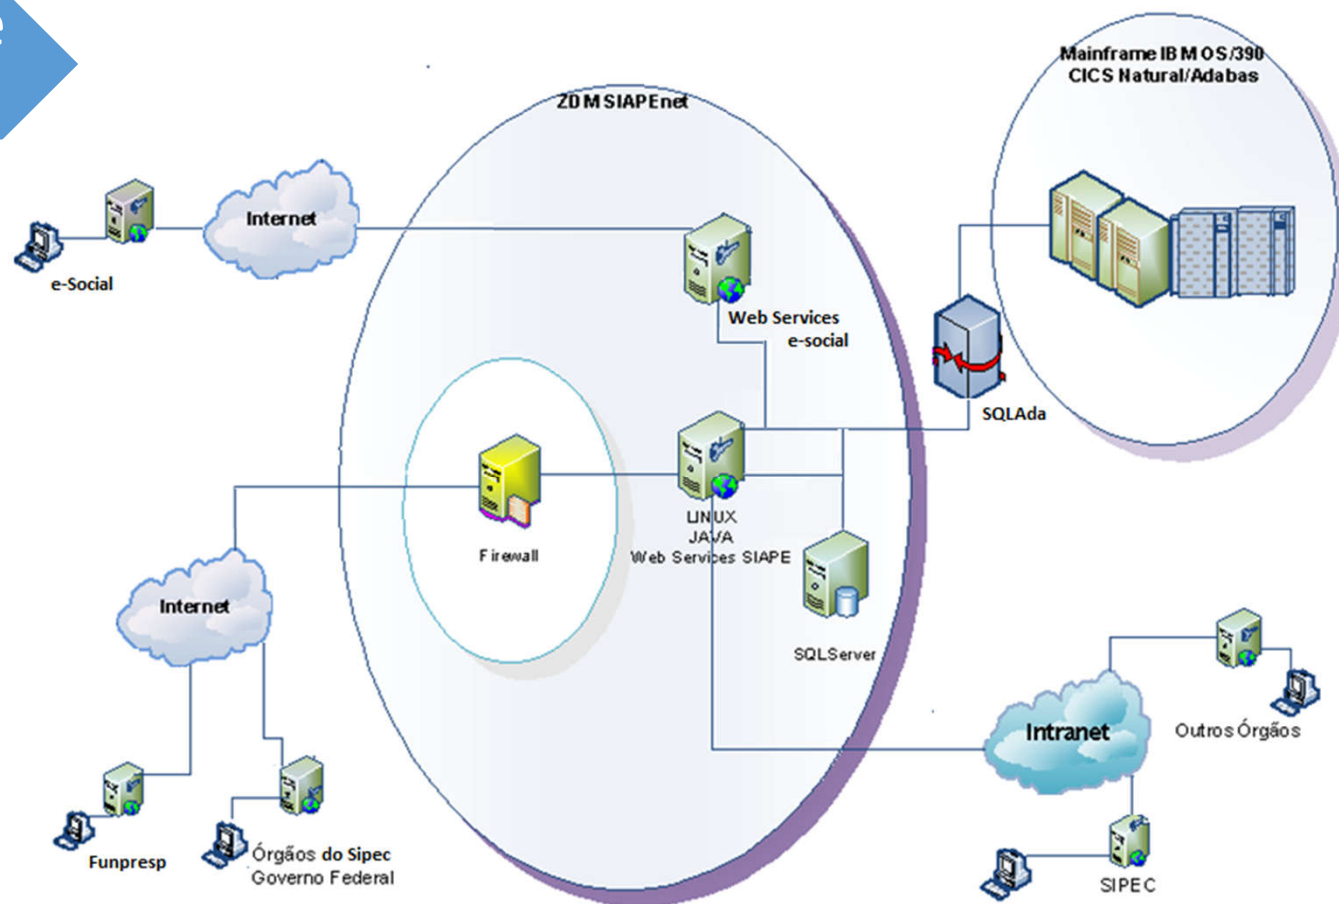 e
Mainframe IBM OS/390
CICS Natural/Adabas
ZDM SIAPEnet
Internet
e-Social
Web Services
e-social
SQLAda
Firewall
LINUX
JAVA
Web Services SIAPE
Internet
SQLServer
Intranet
Outros Órgãos
Funpresp
Órgãos do Sipec
Governo Federal
SIPEC